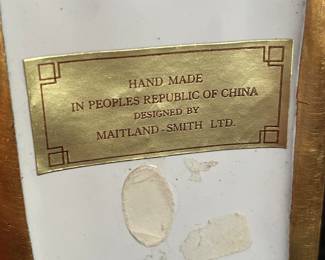 HAND MADE
IN PEOPLES REPUBLIC OF CHINA
DESIGNED BY
MAITLAND-SMITH LTD.